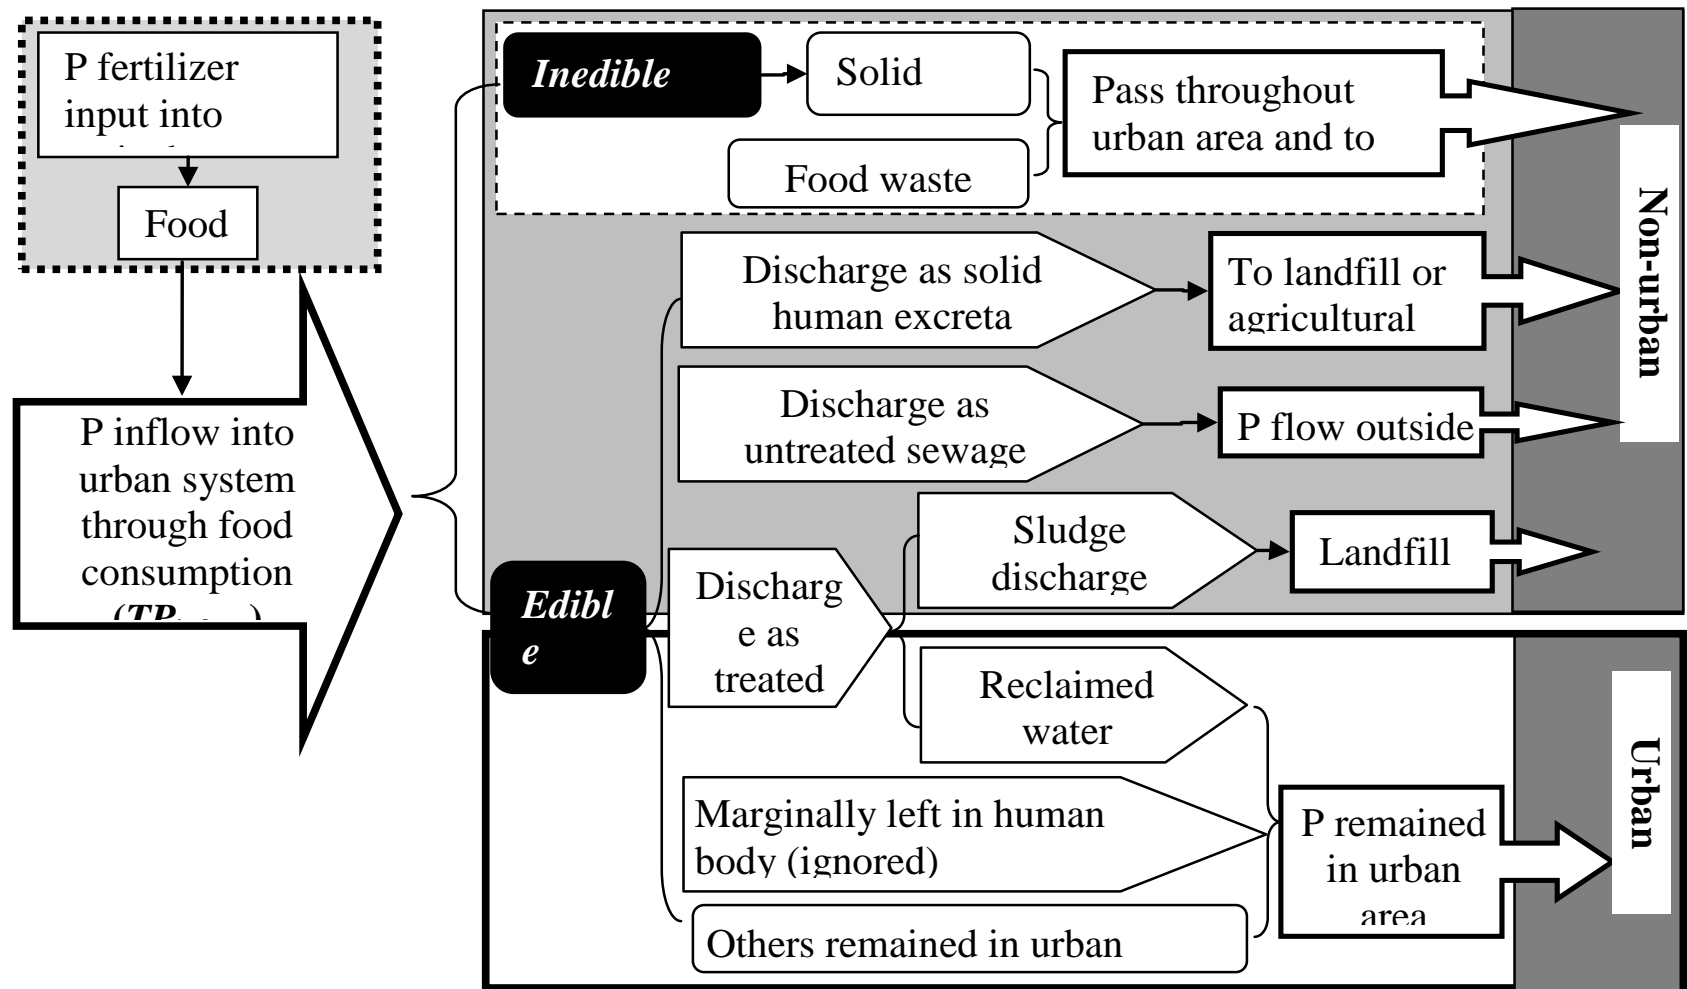 P fertilizer
input into
Food
P inflow into
urban system
through food
consumption
Inedible
Solid
Food waste
Pass throughout
urban area and to
Discharge as solid
human excreta
To landfill or
agricultural
Discharge as
untreated sewage
P flow outside
Sludge
discharge
Landfill
Edibl
e
Discharg
e as
treated
Reclaimed
water
Marginally left in human
body (ignored)
Others remained in urban
P remained
in urban
area
Non-urban
Urban